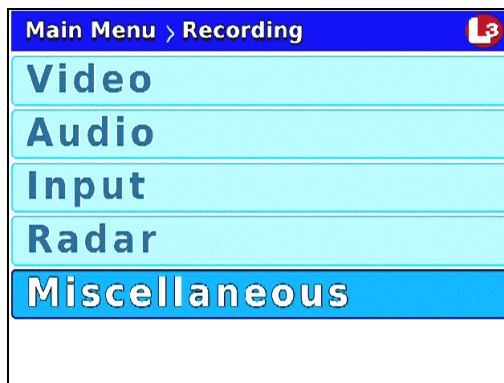 Main Menu > Recording L3
Video
Audio
Input
Radar
Miscellaneous